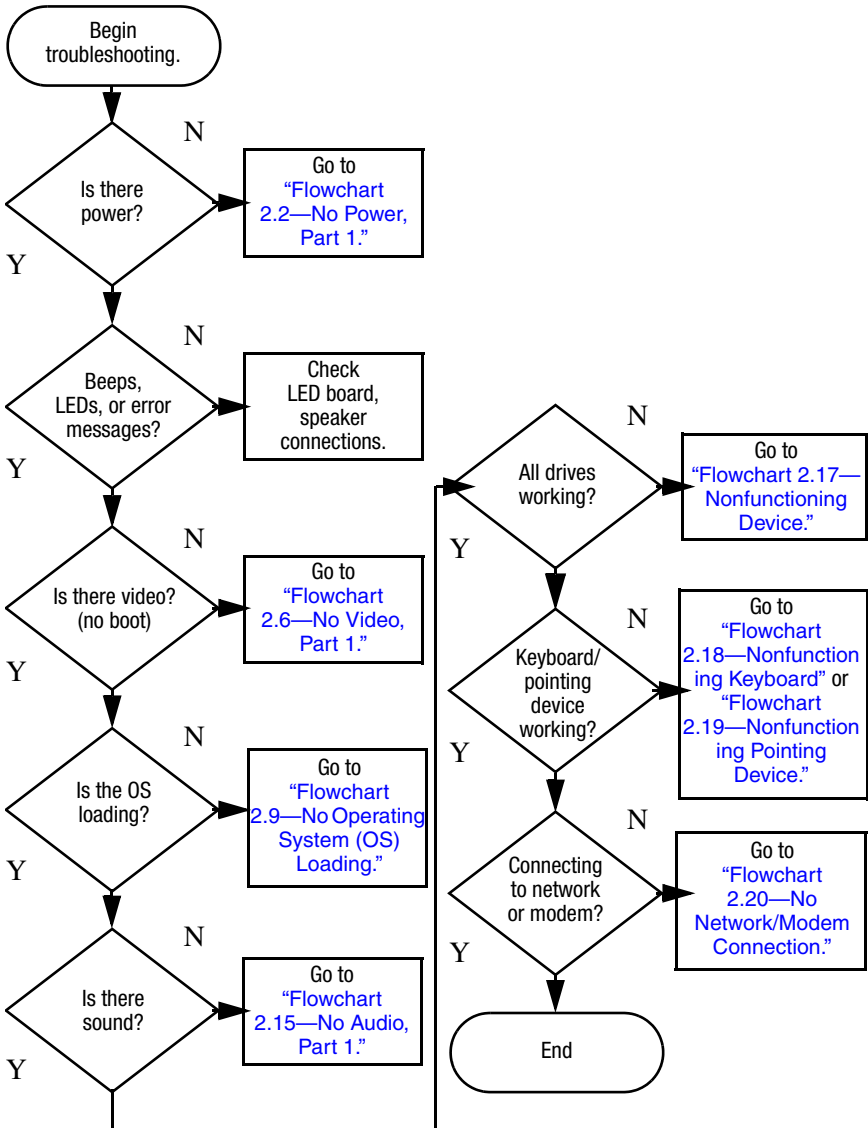 Begin
troubleshooting.
N
Is there
power?
Go to
“Flowchart
2.2—No Power,
Part 1.”
Y
N
Beeps,
LEDs, or error
messages?
Check
LED board,
speaker
connections.
Y
N
Is there video?
(no boot)
Go to
“Flowchart
2.6—No Video,
Part 1.”
Y
N
Is the OS
loading?
Go to
“Flowchart
2.9—No Operating
System (OS)
Loading.”
Y
N
Is there
sound?
Go to
“Flowchart
2.15—No Audio,
Part 1.”
Y
N
All drives
working?
Go to
“Flowchart 2.17—
Nonfunctioning
Device.”
Y
N
Keyboard/
pointing
device
working?
Go to
“Flowchart
2.18—Nonfunction
ing Keyboard” or
“Flowchart
2.19—Nonfunction
ing Pointing
Device.”
Y
N
Connecting
to network
or modem?
Go to
“Flowchart
2.20—No
Network/Modem
Connection.”
Y
End